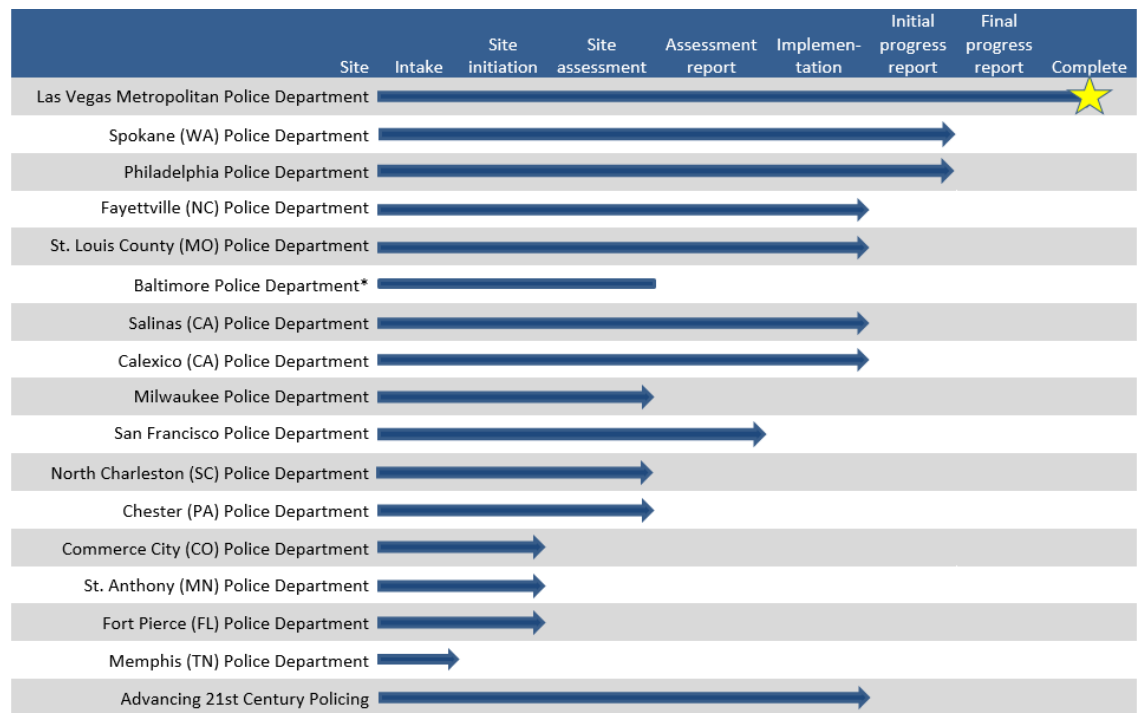 Initial Final
Site Site Assessment Implemen- progress progress
Site Intake initiation assessment report tation report report Complete
Las Vegas Metropolitan Police Department
Spokane (WA) Police Department
Philadelphia Police Department
Fayettville (NC) Police Department
St. Louis County (MO) Police Department
Baltimore Police Department*
Salinas (CA) Police Department
Calexico (CA) Police Department
Milwaukee Police Department
San Francisco Police Department
North Charleston (SC) Police Department
Chester (PA) Police Department
Commerce City (CO) Police Department
St. Anthony (MN) Police Department
Fort Pierce (FL) Police Department
Memphis (TN) Police Department
Advancing 21st Century Policing